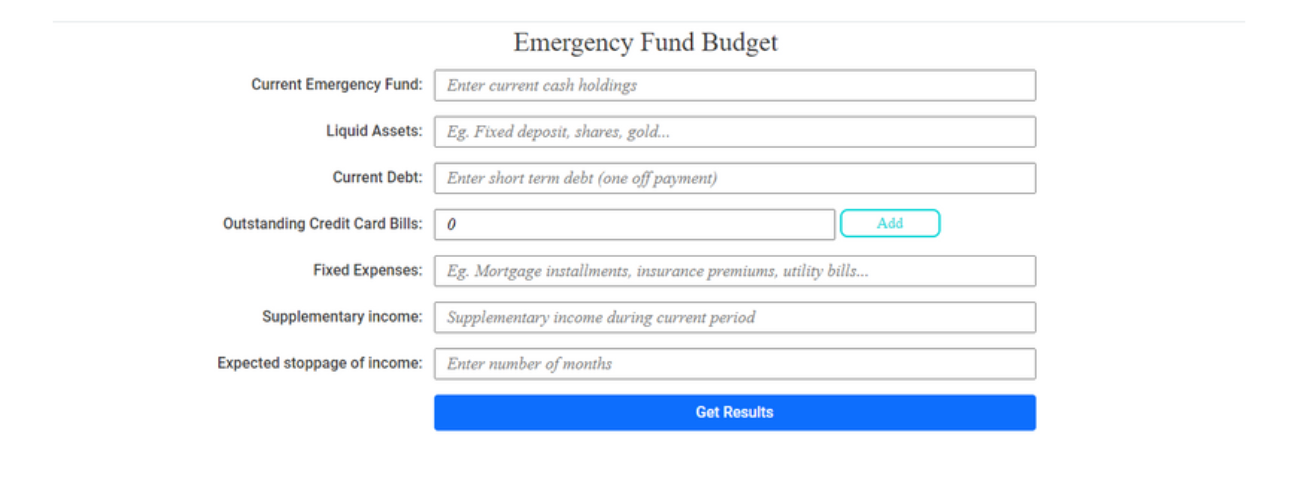 Emergency Fund Budget
Current Emergency Fund: Enter current cash holdings
Liquid Assets: Eg. Fixed deposit, shares, gold...
Current Debt: Enter short term debt (one off payment)
Outstanding Credit Card Bills: 0 Add
Fixed Expenses: Eg. Mortgage installments, insurance premiums, utility bills...
Supplementary income: Supplementary income during current period
Expected stoppage of income: Enter number of months
Get Results